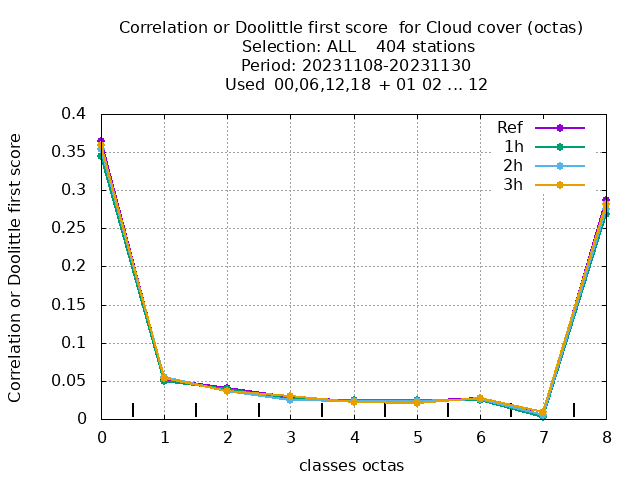 Correlation or Doolittle first score  for Cloud cover (octas)
Selection: ALL    404 stations
Period: 20231108-20231130
Used  00,06,12,18  + 01 02 ... 12
Correlation or Doolittle first score
0.4
0.35
0.3
0.25
0.2
0.15
0.1
0.05
0
Ref
1h
2h
3h
0 1 2 3 4 5 6 7 8
classes octas